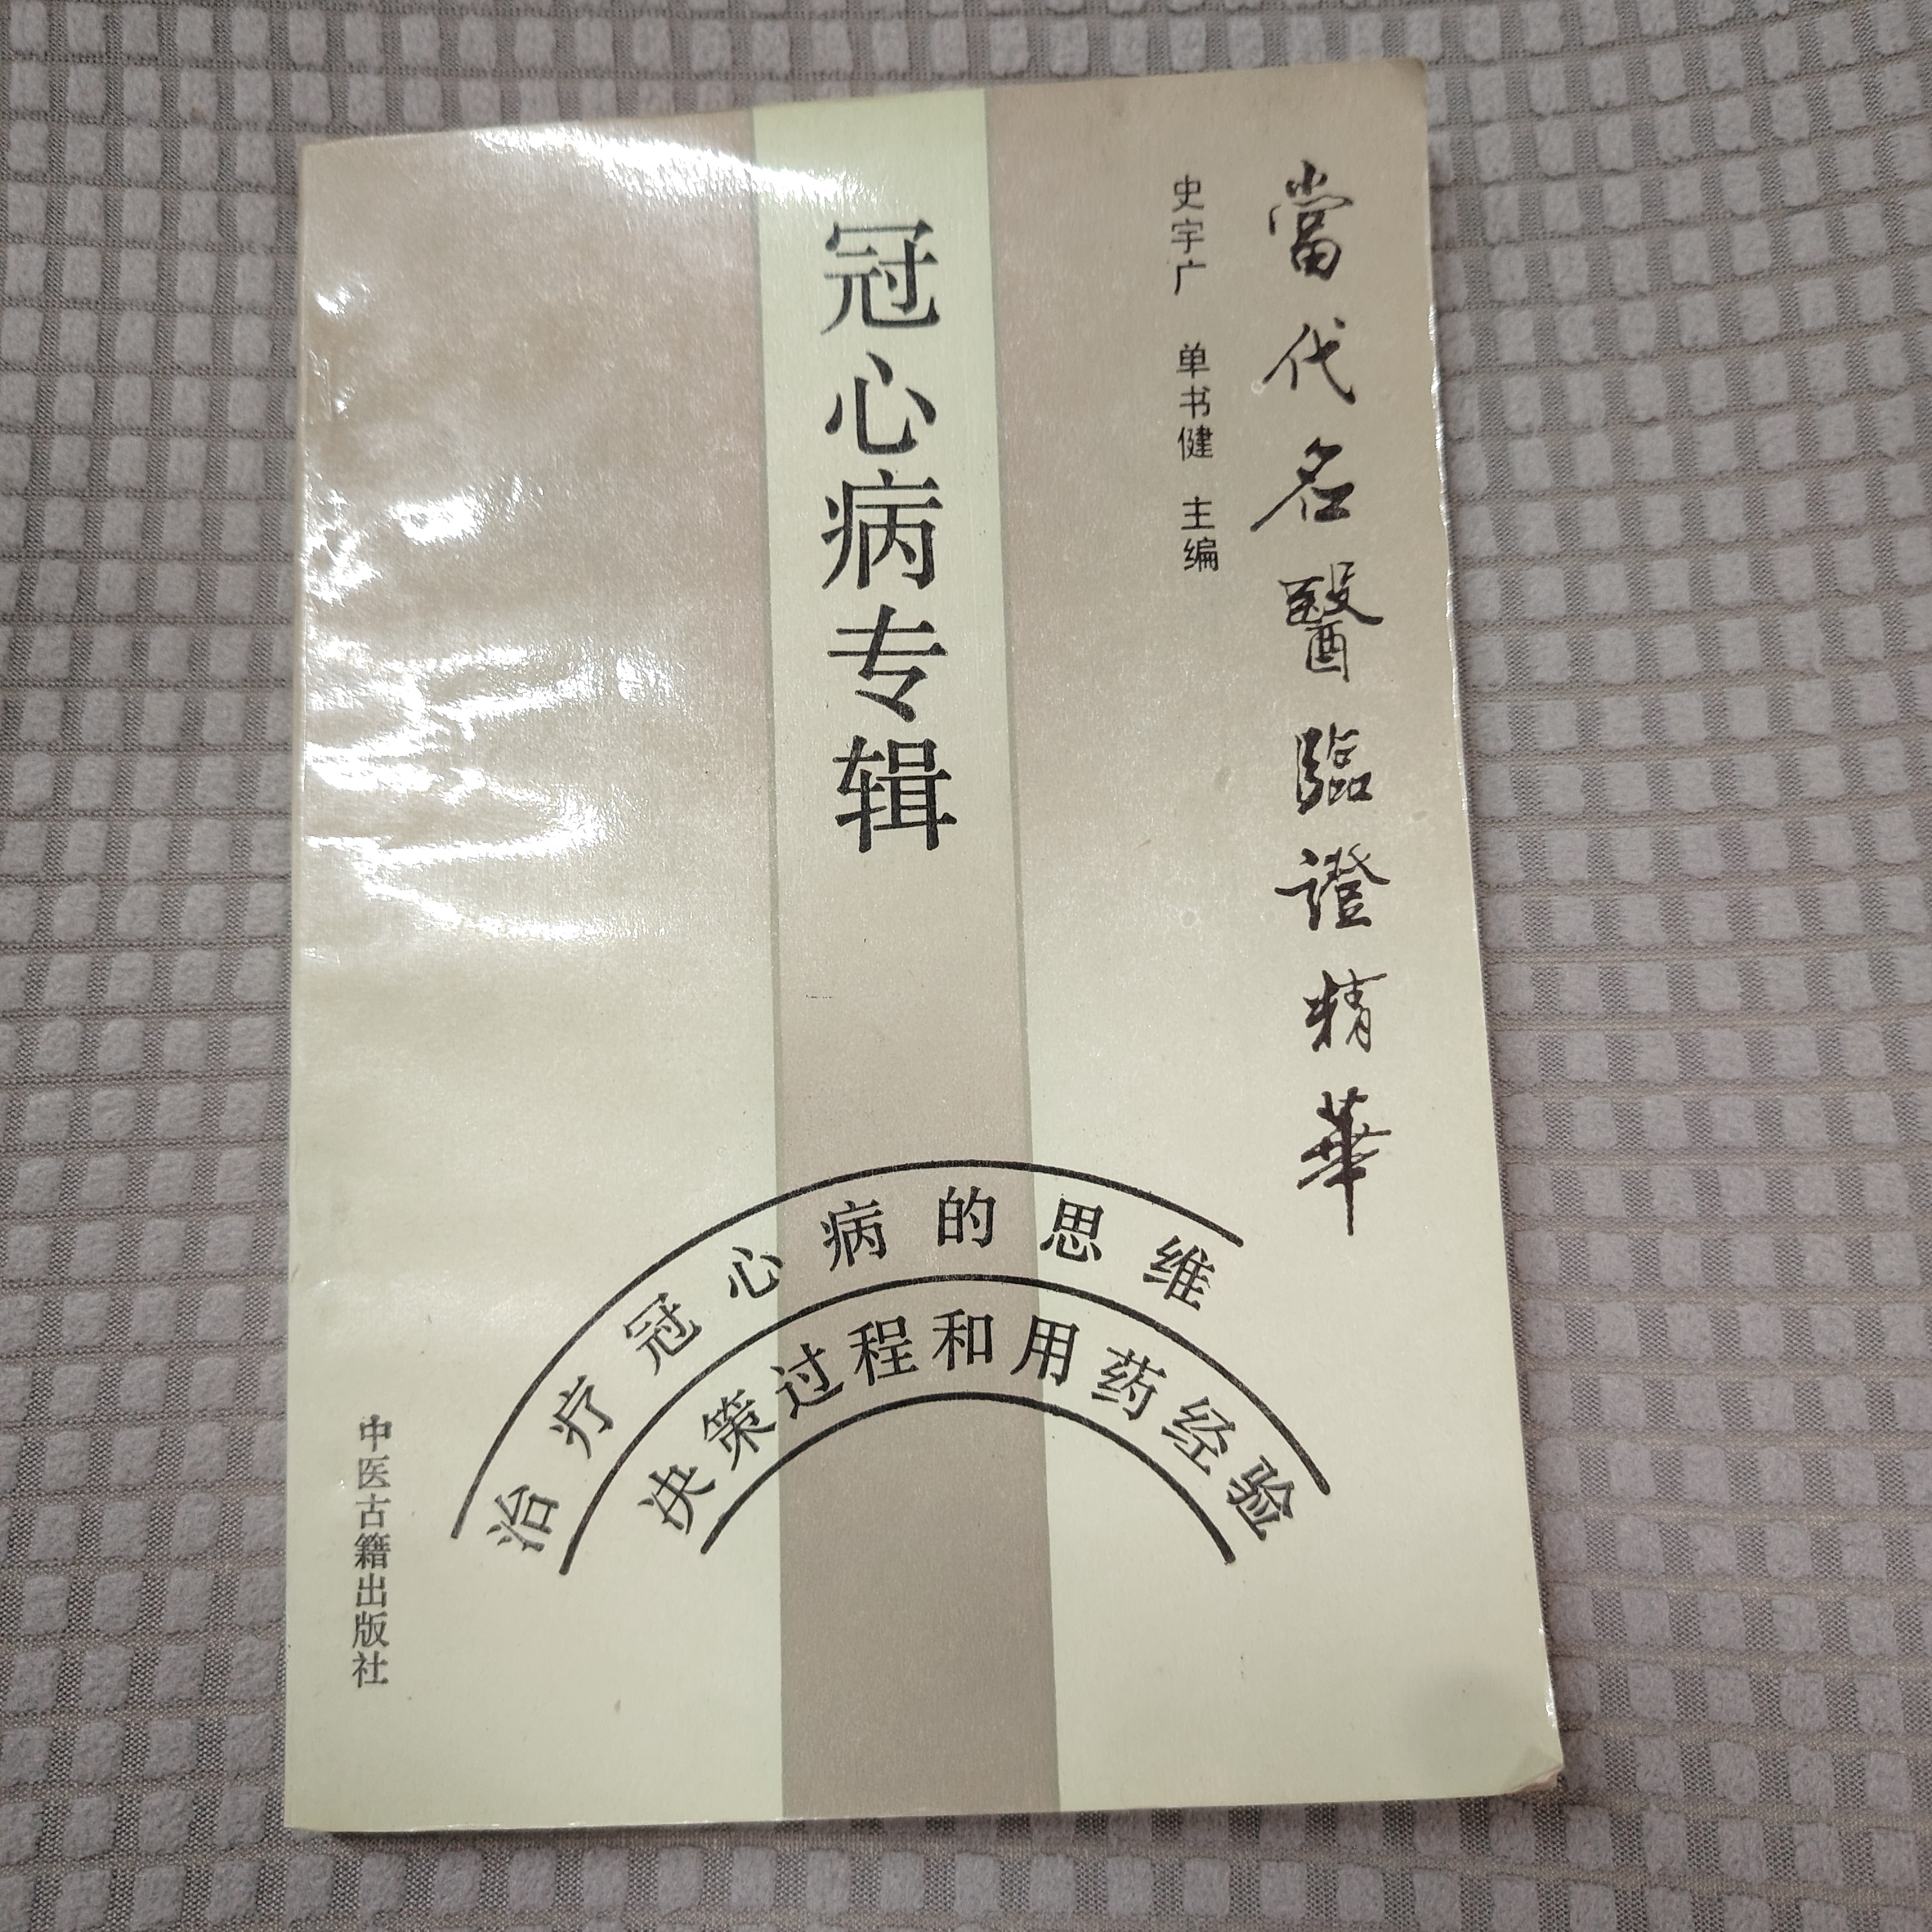 當代名醫臨證精華
史宇广 单书健 主编
冠心病专辑
治疗冠心病的思维
决策过程和用药经验
中医古籍出版社